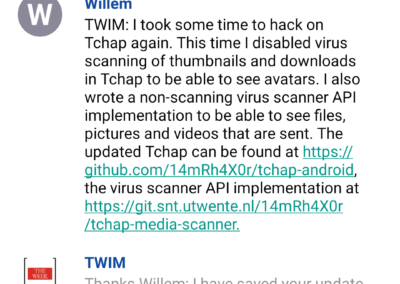 Willem
W
TWIM: I took some time to hack on
Tchap again. This time I disabled virus
scanning of thumbnails and downloads
in Tchap to be able to see avatars. I also
wrote a non-scanning virus scanner API
implementation to be able to see files,
pictures and videos that are sent. The
updated Tchap can be found at https://
github.com/14mRh4X0r/tchap-android,
the virus scanner API implementation at
https://git.snt.utwente.nl/14mRh4X0r
/tchap-media-scanner.
TWIM
THE
WEEK
Thanks Willem; I have saved your update